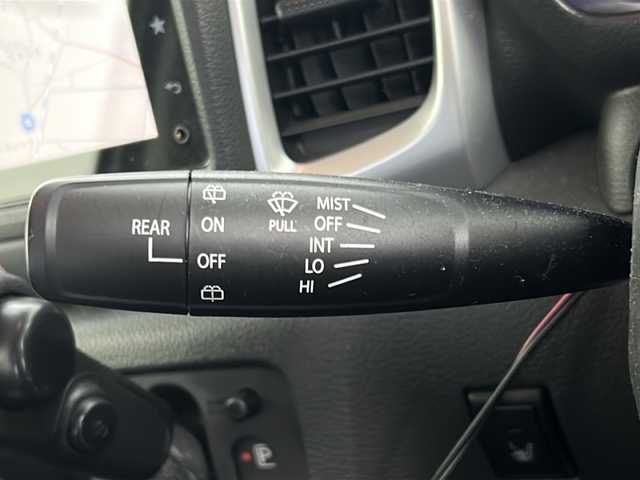 REAR
ON
OFF
PULL
MIST
OFF
INT
LO
HI
P